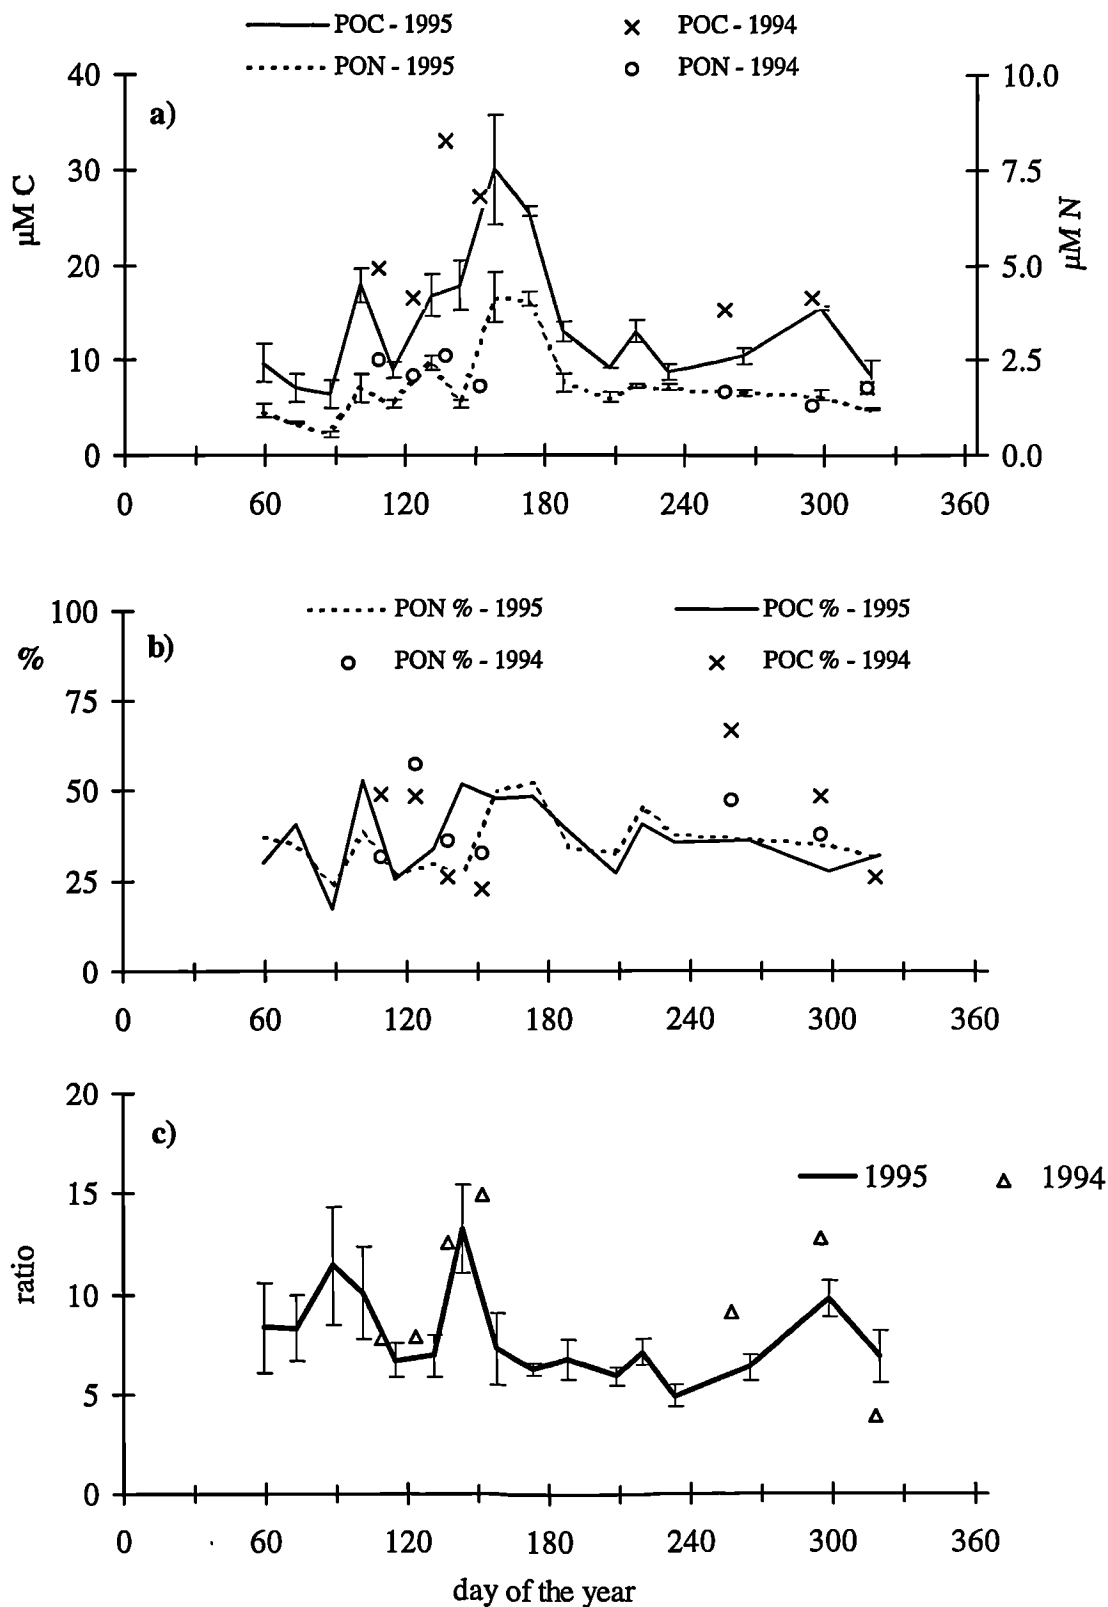 POC - 1995 POC - 1994
PON - 1995 PON - 1994
40 10.0
a)
30 7.5
µM C µM N
20 5.0
10 2.5
0 0.0
0 60 120 180 240 300 360
100 PON % - 1995 POC % - 1995
% b) PON % - 1994 POC % - 1994
75
50
25
0
0 60 120 180 240 300 360
20
c)
15 1995 1994
ratio
10
5
0
0 60 120 180 240 300 360
day of the year